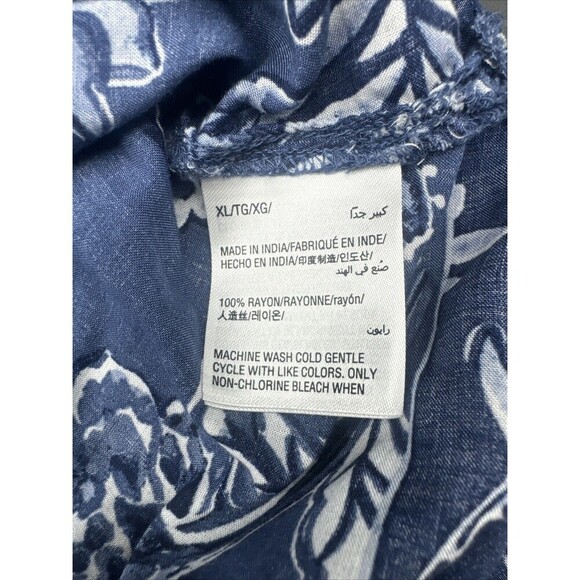 XL/TG/XG/ كبير جدًا
MADE IN INDIA/FABRIQUÉ EN INDE/
HECHO EN INDIA/印度制造/인도산/
صُنع في الهند
100% RAYON/RAYONNE/rayón/
人造丝/레이온/
رايون
MACHINE WASH COLD GENTLE
CYCLE WITH LIKE COLORS. ONLY
NON-CHLORINE BLEACH WHEN